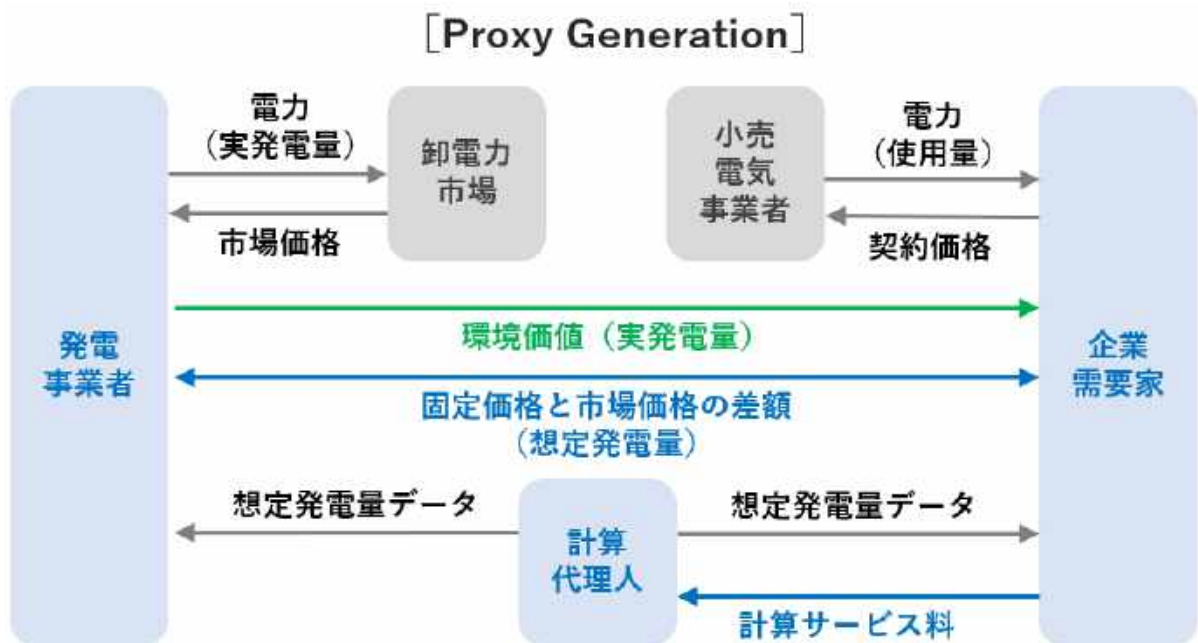 [Proxy Generation]
電力
(実発電量)
卸電力
市場
市場価格
小売
電気
事業者
電力
(使用量)
契約価格
発電
事業者
環境価値(実発電量)
固定価格と市場価格の差額
(想定発電量)
企業
需要家
想定発電量データ
計算
代理人
想定発電量データ
計算サービス料